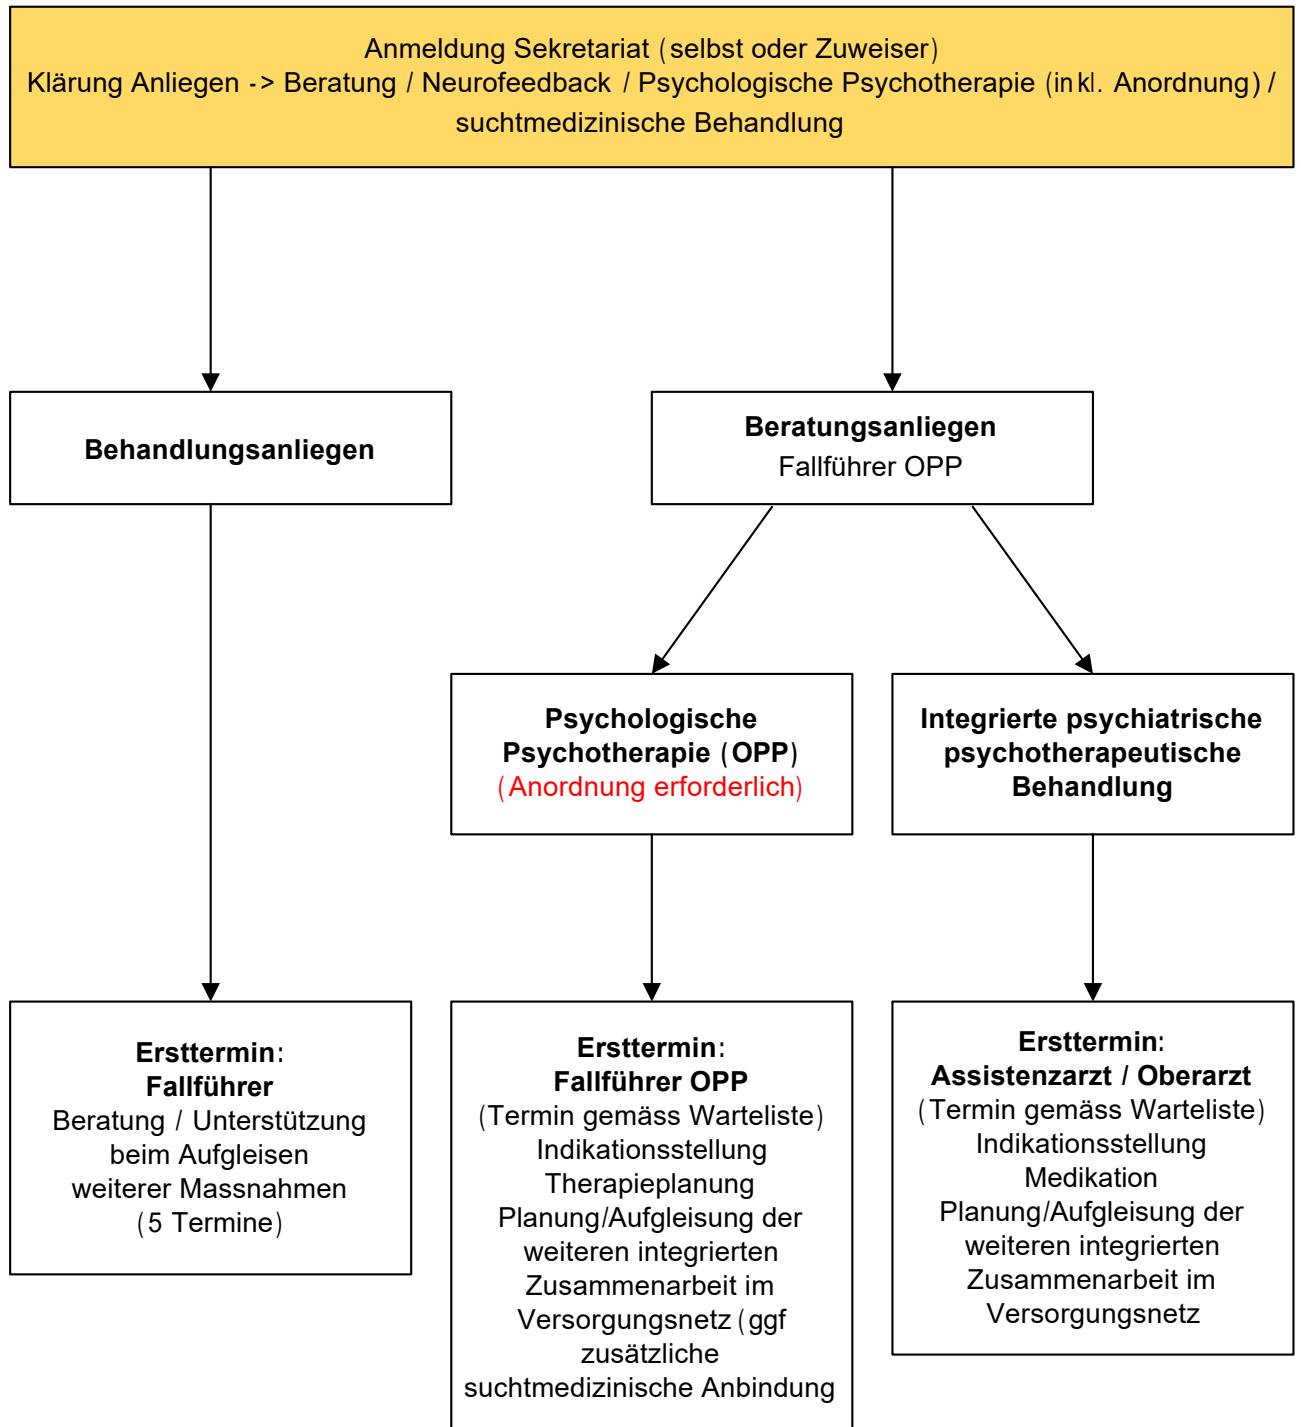 Anmeldung Sekretariat (selbst oder Zuweiser)
Klärung Anliegen -> Beratung / Neurofeedback / Psychologische Psychotherapie (inkl. Anordnung) /
suchtmedizinische Behandlung
Behandlungsanliegen
Beratungsanliegen
Fallführer OPP
Psychologische
Psychotherapie (OPP)
(Anordnung erforderlich)
Integrierte psychiatrische
psychotherapeutische
Behandlung
Ersttermin:
Fallführer
Beratung / Unterstützung
beim Aufgleisen
weiterer Massnahmen
(5 Termine)
Ersttermin:
Fallführer OPP
(Termin gemäss Warteliste)
Indikationsstellung
Therapieplanung
Planung/Aufgleisung der
weiteren integrierten
Zusammenarbeit im
Versorgungsnetz (ggf
zusätzliche
suchtmedizinische Anbindung
Ersttermin:
Assistenzarzt / Oberarzt
(Termin gemäss Warteliste)
Indikationsstellung
Medikation
Planung/Aufgleisung der
weiteren integrierten
Zusammenarbeit im
Versorgungsnetz